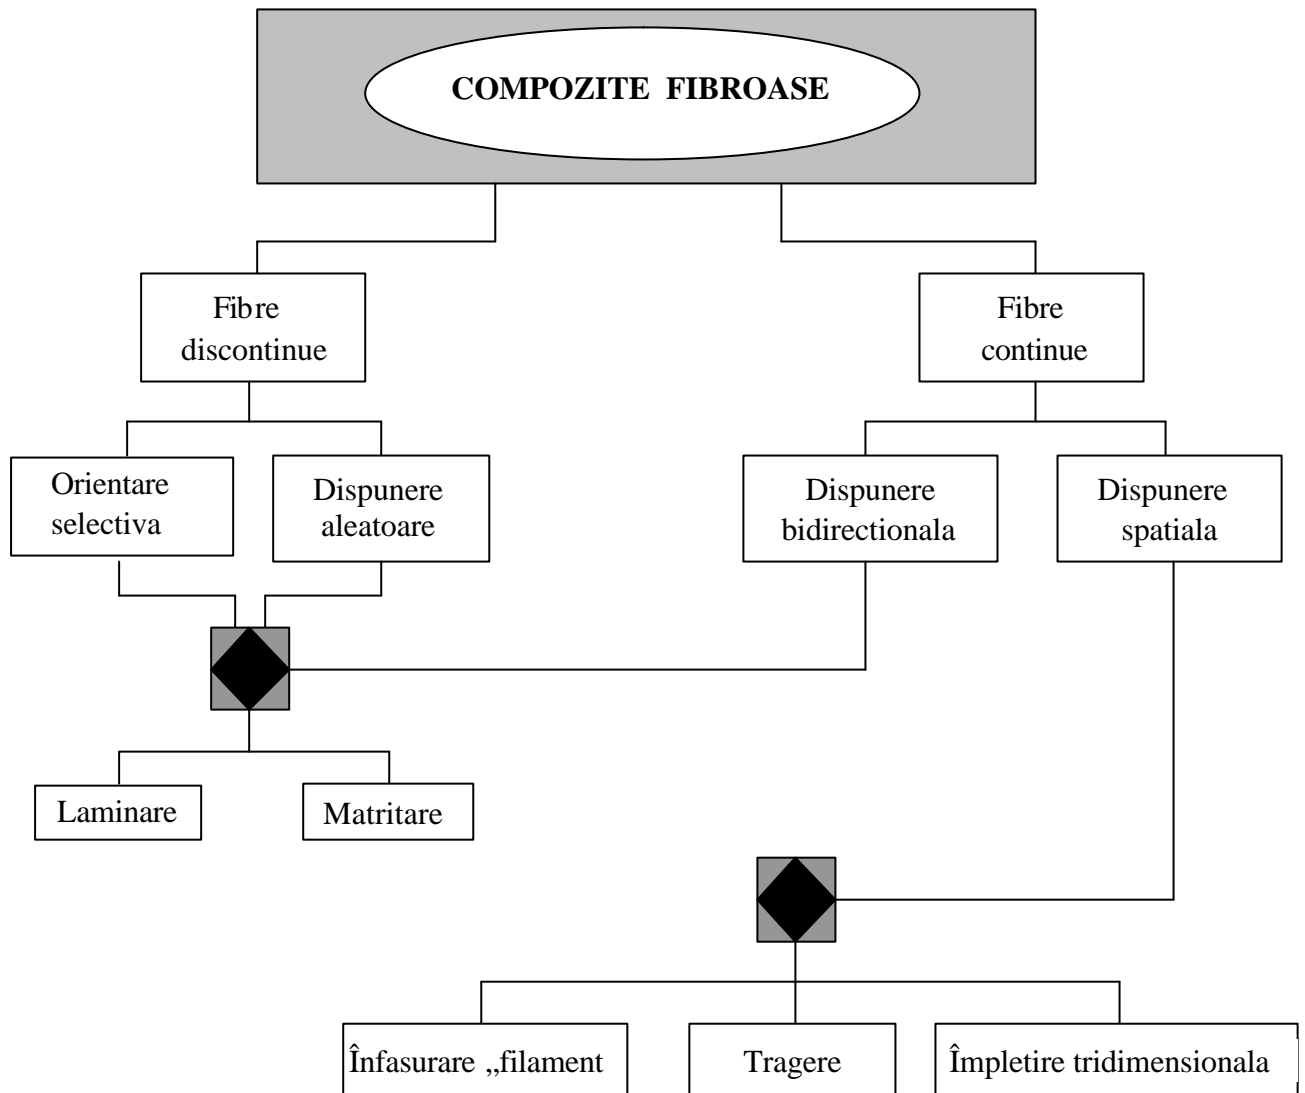 COMPOZITE FIBROASE
Fibre
discontinue
Fibre
continue
Orientare
selectiva
Dispunere
aleatoare
Dispunere
bidirectionala
Dispunere
spatiala
Laminare
Matritare
Înfasurare „filament
Tragere
Împletire tridimensionala